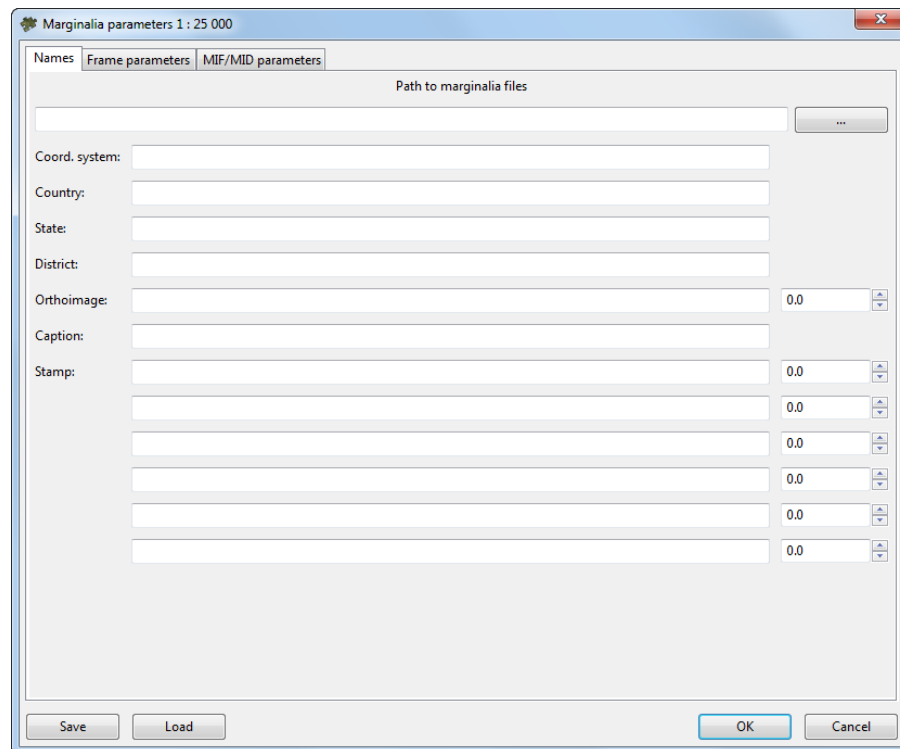 Marginalia parameters 1 : 25 000
Names Frame parameters MIF/MID parameters
Path to marginalia files
...
Coord. system:
Country:
State:
District:
Orthoimage: 0.0
Caption:
Stamp: 0.0
0.0
0.0
0.0
0.0
0.0
Save Load OK Cancel